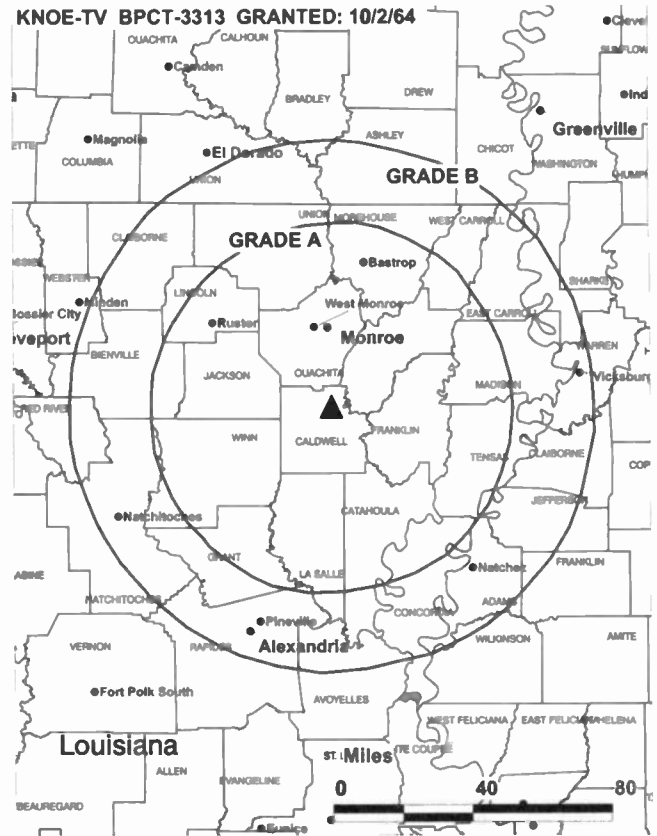 KNOE-TV BPCT-3313 GRANTED: 10/2/64
OUACHITA
CALHOUN
Camden
BRADLEY
DREW
Greenville
Magnolia
COLUMBIA
El Dorado
UNION
ASHLEY
CHICOT
WASHINGTON
GRADE B
UNION
MOREHOUSE
WEST CARROLL
CLAIBORNE
GRADE A
Bastrop
WEBSTER
Minden
LINCOLN
West Monroe
EAST CARROLL
Bossier City
Ruston
Monroe
WARREN
BIENVILLE
OUACHITA
Vicksburg
JACKSON
MADISON
RED RIVER
FRANKLIN
WINN
CALDWELL
TENSAS
CLAIBORNE
JEFFERSON
CATAHOULA
Natchitoches
GRANT
LA SALLE
Natchez
FRANKLIN
NATCHITOCHES
CONCORDIA
ADAMS
Pineville
WILKINSON
AMITE
VERNON
RAPIDES
Alexandria
Fort Polk South
AVOYELLES
WEST FELICIANA
EAST FELICIANA
Louisiana
Miles
ALLEN
EVANGELINE
0 40 80
BEAUREGARD
Eunice